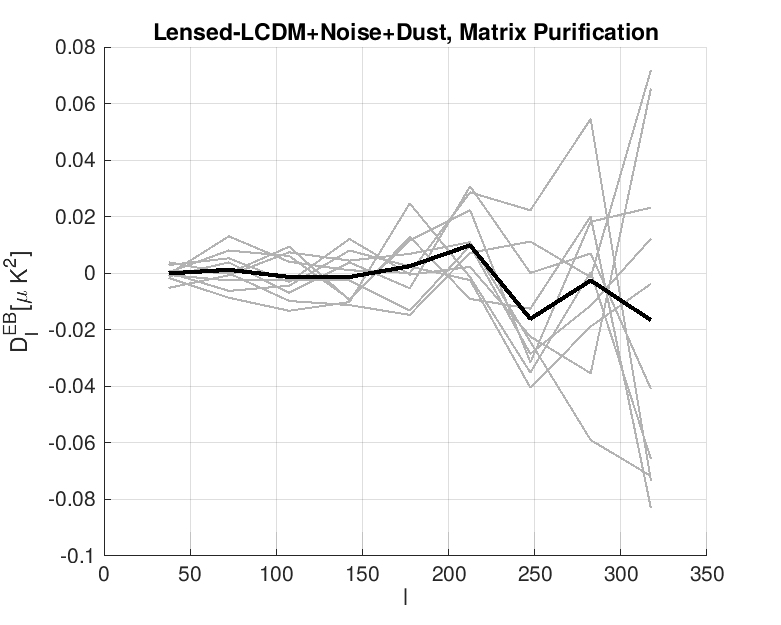 Lensed-LCDM+Noise+Dust, Matrix Purification
0.08
0.06
0.04
0.02
0
-0.02
-0.04
-0.06
-0.08
-0.1
D_l^EB[μ K^2]
0 50 100 150 200 250 300 350
l